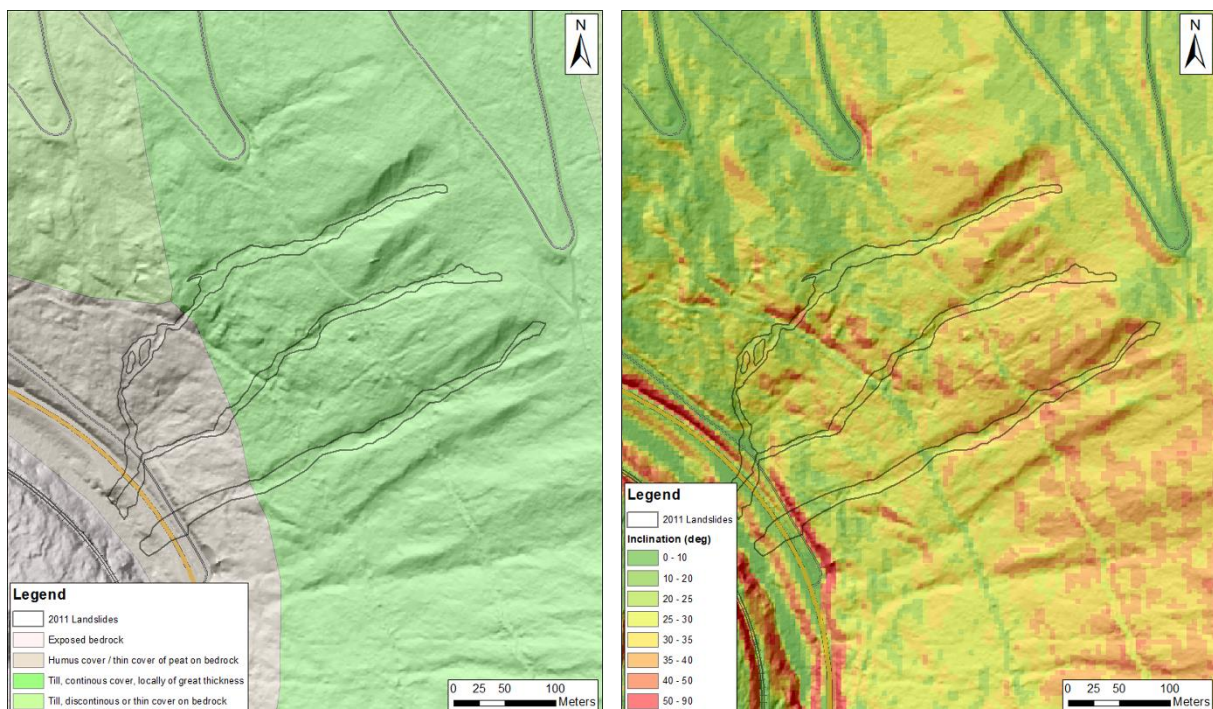 N
Legend
2011 Landslides
Exposed bedrock
Humus cover / thin cover of peat on bedrock
Till, continous cover, locally of great thickness
Till, discontinous or thin cover on bedrock
0 25 50 100
Meters
N
Legend
2011 Landslides
Inclination (deg)
0 - 10
10 - 20
20 - 25
25 - 30
30 - 35
35 - 40
40 - 50
50 - 90
0 25 50 100
Meters